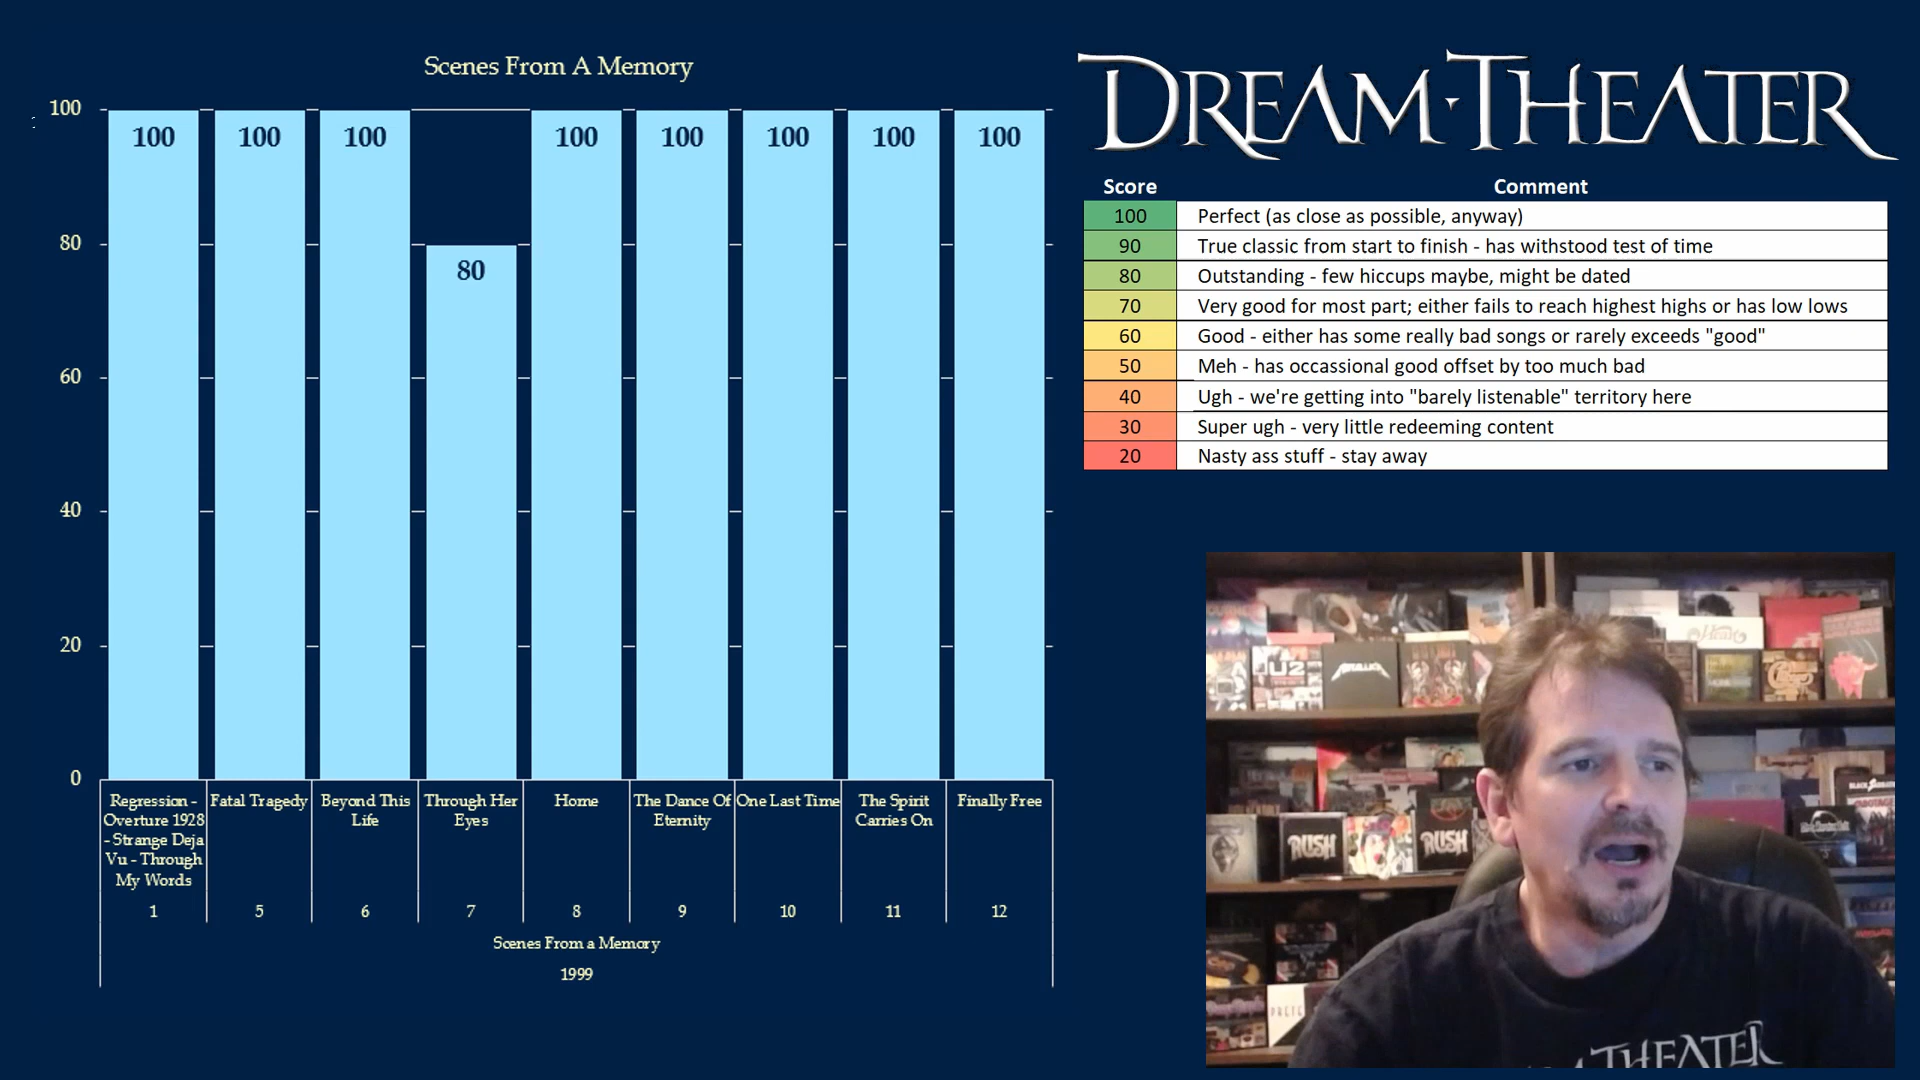 Scenes From A Memory
100
80
60
40
20
0
100
100
100
80
100
100
100
100
100
Regression -
Overture 1928
- Strange Deja
Vu - Through
My Words
Fatal Tragedy
Beyond This
Life
Through Her
Eyes
Home
The Dance Of
Eternity
One Last Time
The Spirit
Carries On
Finally Free
1
5
6
7
8
9
10
11
12
Scenes From a Memory
1999
DREAM THEATER
Score Comment
100 Perfect (as close as possible, anyway)
90 True classic from start to finish - has withstood test of time
80 Outstanding - few hiccups maybe, might be dated
70 Very good for most part; either fails to reach highest highs or has low lows
60 Good - either has some really bad songs or rarely exceeds "good"
50 Meh - has occassional good offset by too much bad
40 Ugh - we're getting into "barely listenable" territory here
30 Super ugh - very little redeeming content
20 Nasty ass stuff - stay away
Heart
U2
METALLICA
Chicago
BLACK SABBATH
SABOTAGE
RUSH
RUSH
THEATER